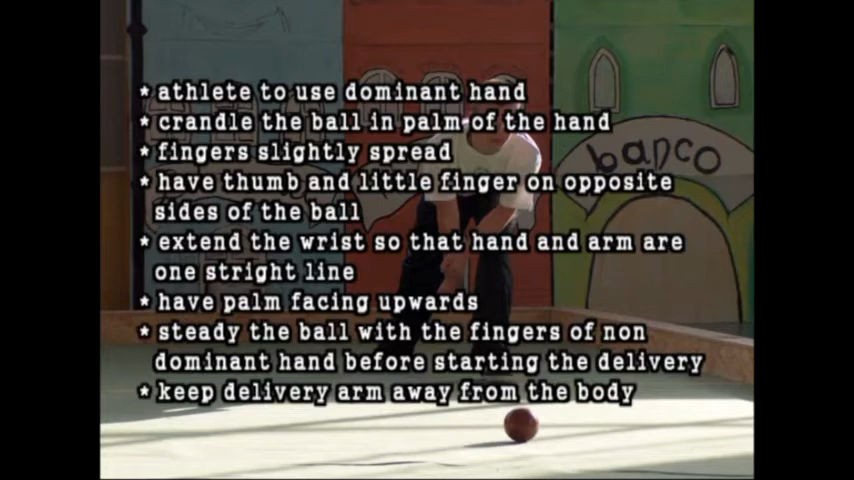 * athlete to use dominant hand
* crandle the ball in palm of the hand
* fingers slightly spread
* have thumb and little finger on opposite
sides of the ball
* extend the wrist so that hand and arm are
one stright line
* have palm facing upwards
* steady the ball with the fingers of non
dominant hand before starting the delivery
* keep delivery arm away from the body
banco